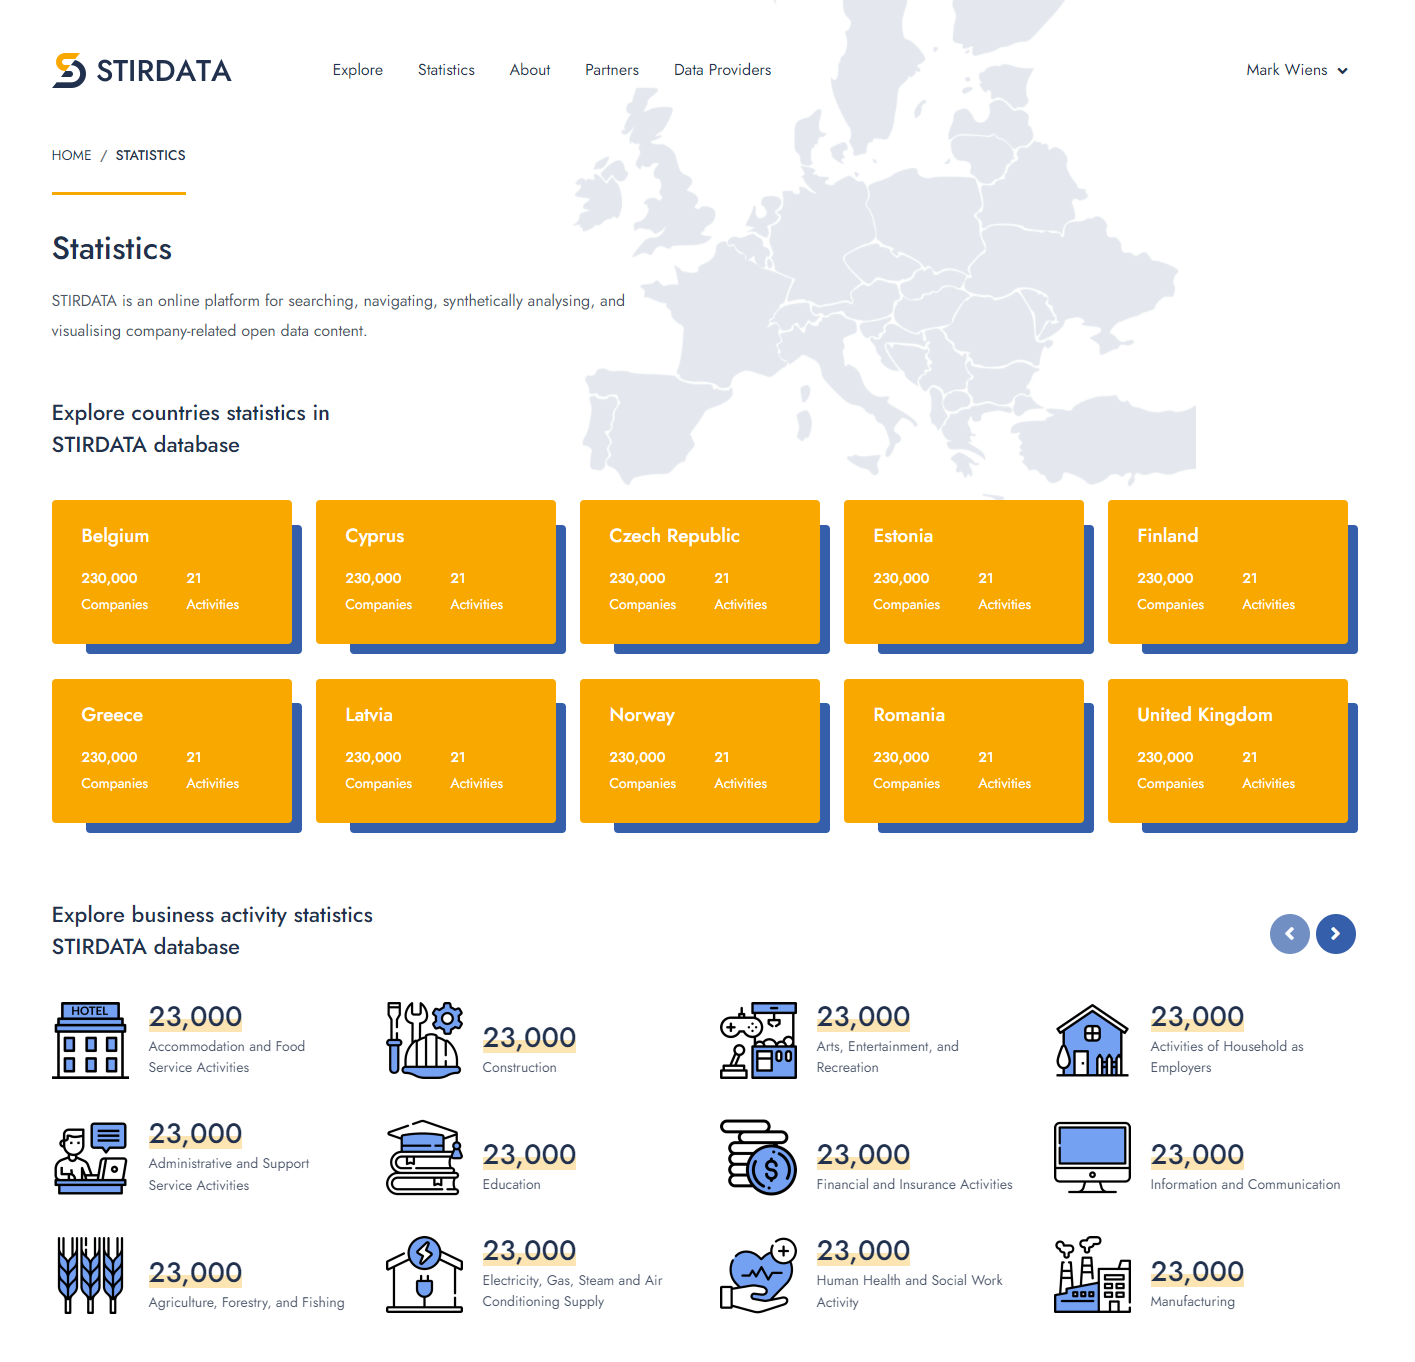 STIRDATA
Explore
Statistics
About
Partners
Data Providers
Mark Wiens
HOME / STATISTICS
Statistics
STIRDATA is an online platform for searching, navigating, synthetically analysing, and
visualising company-related open data content.
Explore countries statistics in
STIRDATA database
Belgium
230,000 21
Companies Activities
Cyprus
230,000 21
Companies Activities
Czech Republic
230,000 21
Companies Activities
Estonia
230,000 21
Companies Activities
Finland
230,000 21
Companies Activities
Greece
230,000 21
Companies Activities
Latvia
230,000 21
Companies Activities
Norway
230,000 21
Companies Activities
Romania
230,000 21
Companies Activities
United Kingdom
230,000 21
Companies Activities
Explore business activity statistics
STIRDATA database
HOTEL
23,000
Accommodation and Food
Service Activities
23,000
Construction
23,000
Arts, Entertainment, and
Recreation
23,000
Activities of Household as
Employers
23,000
Administrative and Support
Service Activities
23,000
Education
$
23,000
Financial and Insurance Activities
23,000
Information and Communication
23,000
Agriculture, Forestry, and Fishing
23,000
Electricity, Gas, Steam and Air
Conditioning Supply
23,000
Human Health and Social Work
Activity
23,000
Manufacturing